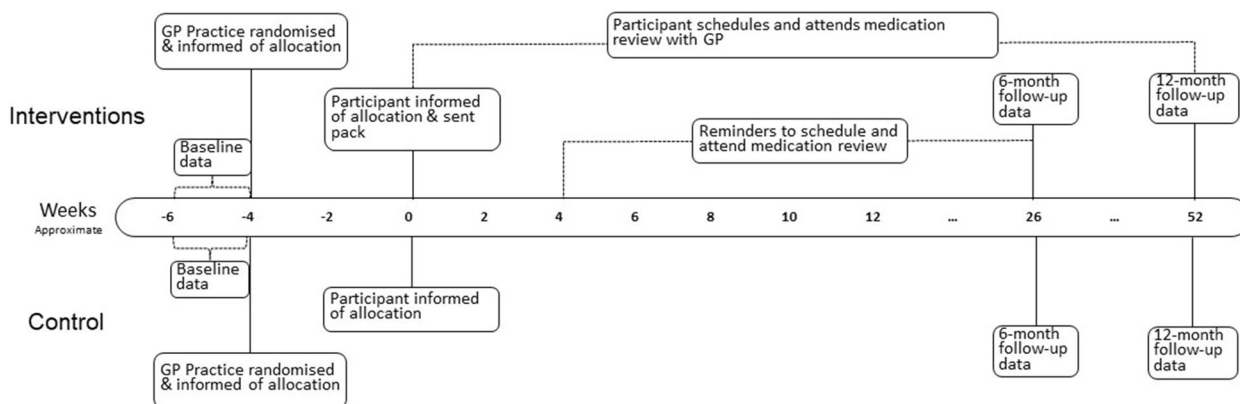 GP Practice randomised
& informed of allocation
Participant schedules and attends medication
review with GP
Interventions
Participant informed
of allocation & sent
pack
6-month
follow-up
data
12-month
follow-up
data
Baseline
data
Reminders to schedule and
attend medication review
Weeks
Approximate
-6 -4 -2 0 2 4 6 8 10 12 ... 26 ... 52
Baseline
data
Control
Participant informed
of allocation
6-month
follow-up
data
12-month
follow-up
data
GP Practice randomised
& informed of allocation